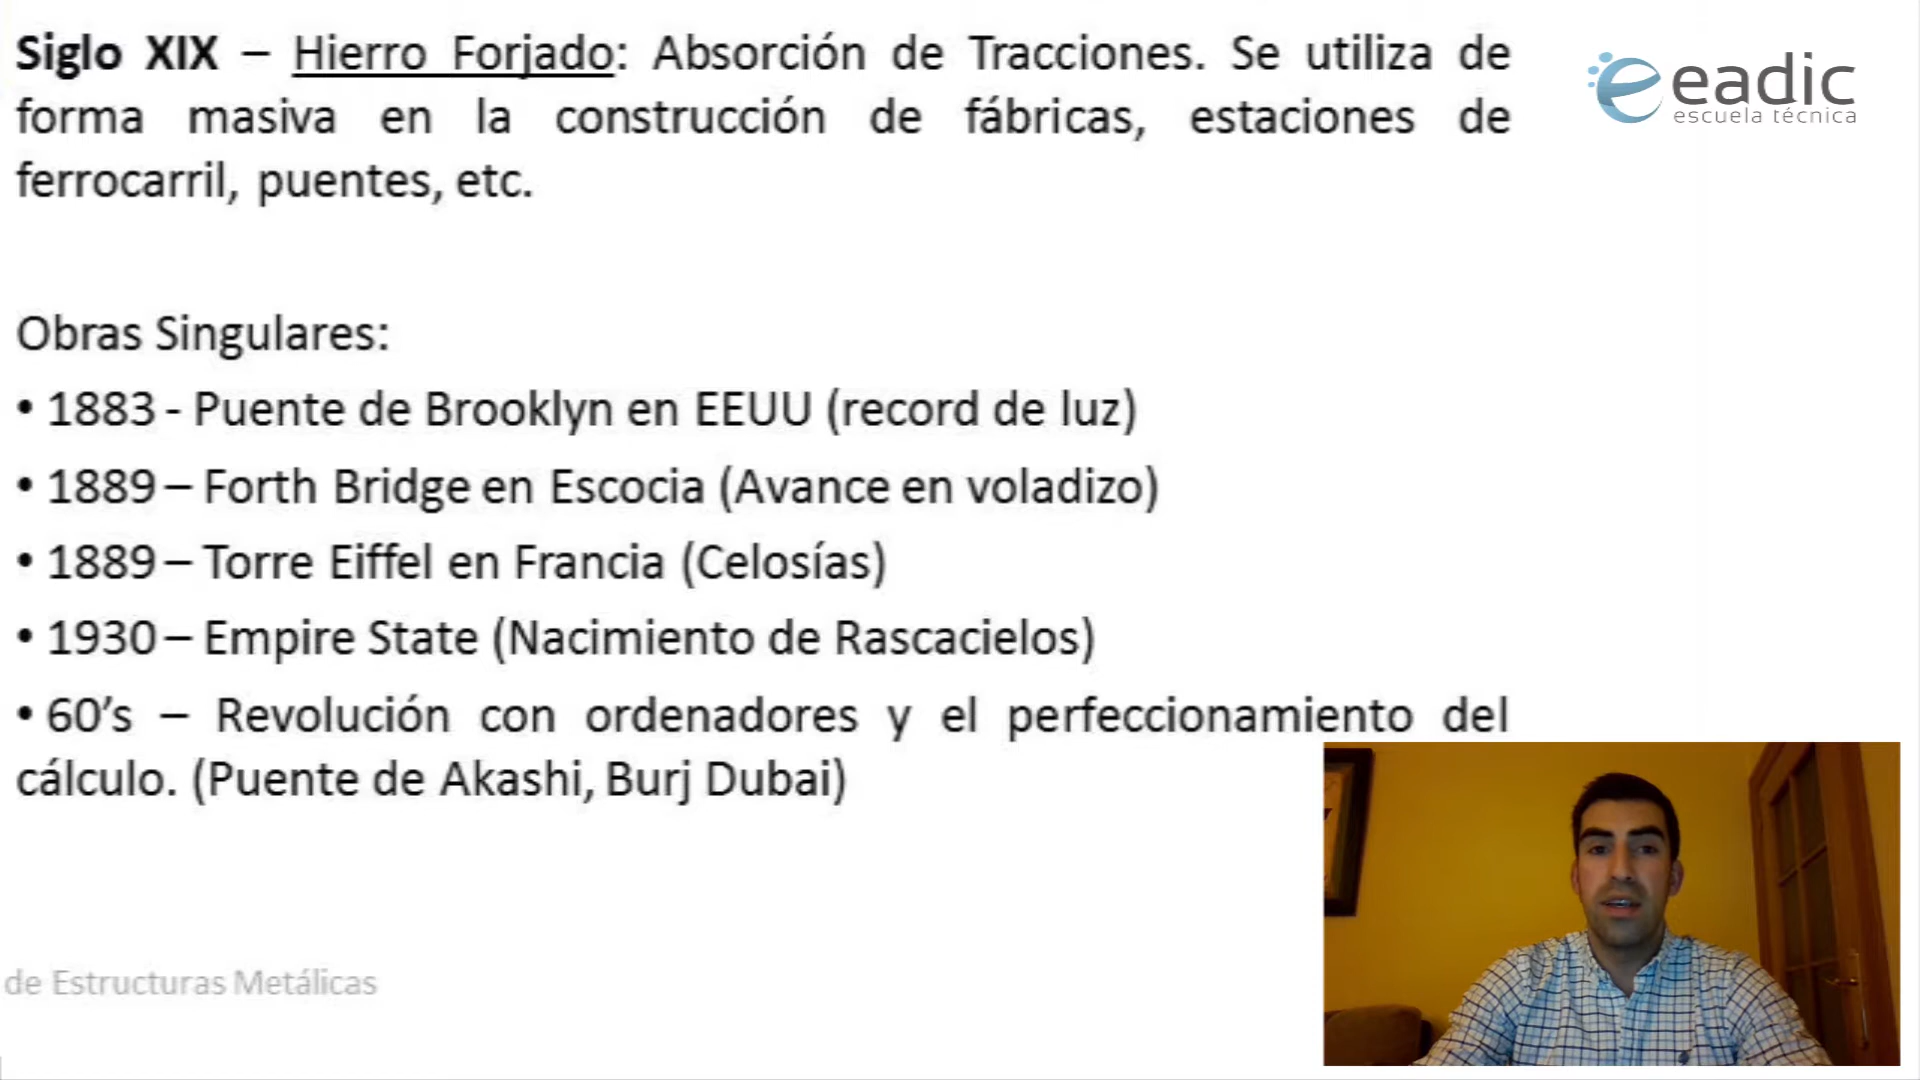 Siglo XIX – Hierro Forjado: Absorción de Tracciones. Se utiliza de
forma masiva en la construcción de fábricas, estaciones de
ferrocarril, puentes, etc.
eadic
escuela técnica
Obras Singulares:
• 1883 - Puente de Brooklyn en EEUU (record de luz)
• 1889 – Forth Bridge en Escocia (Avance en voladizo)
• 1889 – Torre Eiffel en Francia (Celosías)
• 1930 – Empire State (Nacimiento de Rascacielos)
• 60's – Revolución con ordenadores y el perfeccionamiento del
cálculo. (Puente de Akashi, Burj Dubai)
de Estructuras Metálicas